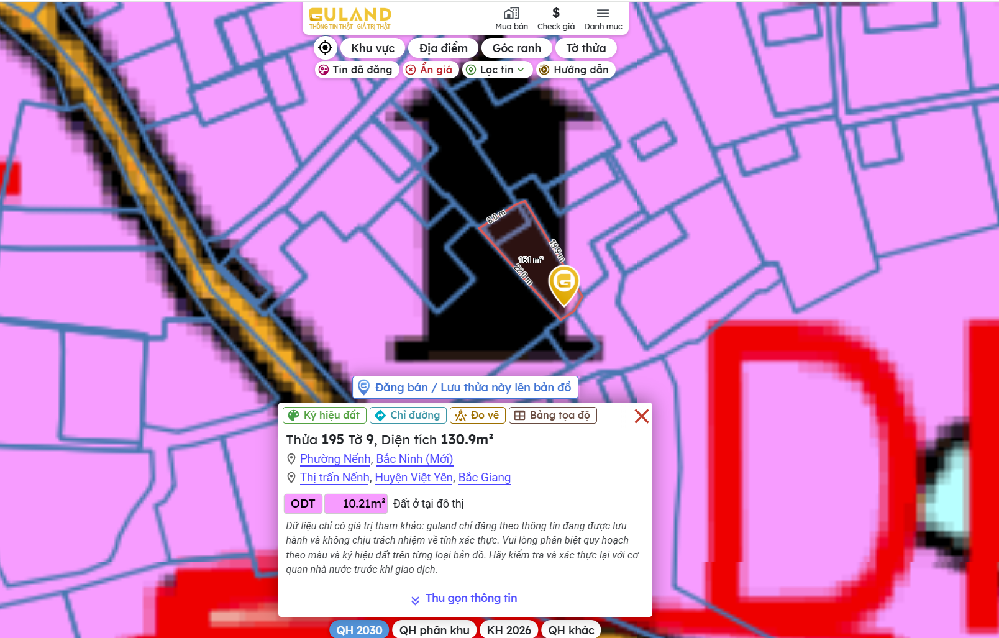 GULAND
THÔNG TIN THẬT - GIÁ TRỊ THẬT
Mua bán
$
Check giá
Danh mục
Khu vực
Địa điểm
Góc ranh
Tờ thửa
Tin đã đăng
Ẩn giá
Lọc tin
Hướng dẫn
8.0 m
19.9 m
161 m²
22.0 m
Đăng bán / Lưu thửa này lên bản đồ
Ký hiệu đất
Chỉ đường
Đo vẽ
Bảng tọa độ
Thửa 195 Tờ 9, Diện tích 130.9m²
Phường Nếnh, Bắc Ninh (Mới)
Thị trấn Nếnh, Huyện Việt Yên, Bắc Giang
ODT 10.21m² Đất ở tại đô thị
Dữ liệu chỉ có giá trị tham khảo: guland chỉ đăng theo thông tin đang được lưu
hành và không chịu trách nhiệm về tính xác thực. Vui lòng phân biệt quy hoạch
theo màu và ký hiệu đất trên từng loại bản đồ. Hãy kiểm tra và xác thực lại với cơ
quan nhà nước trước khi giao dịch.
Thu gọn thông tin
QH 2030
QH phân khu
KH 2026
QH khác